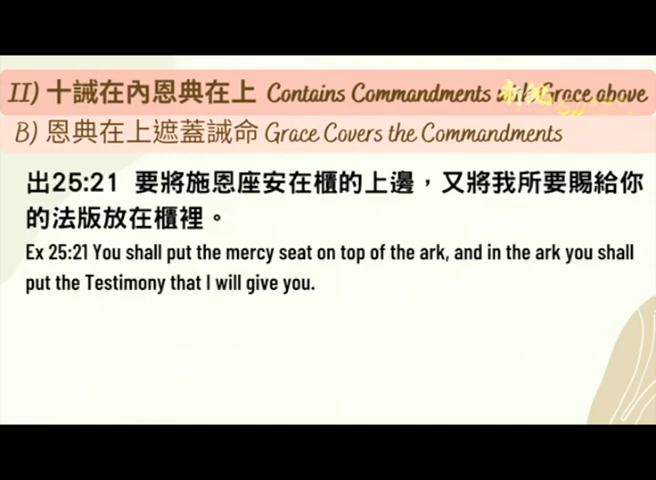 II) 十誡在內恩典在上 Contains Commandments with Grace above
B) 恩典在上遮蓋誡命 Grace Covers the Commandments
出25:21 要將施恩座安在櫃的上邊，又將我所要賜給你
的法版放在櫃裡。
Ex 25:21 You shall put the mercy seat on top of the ark, and in the ark you shall
put the Testimony that I will give you.